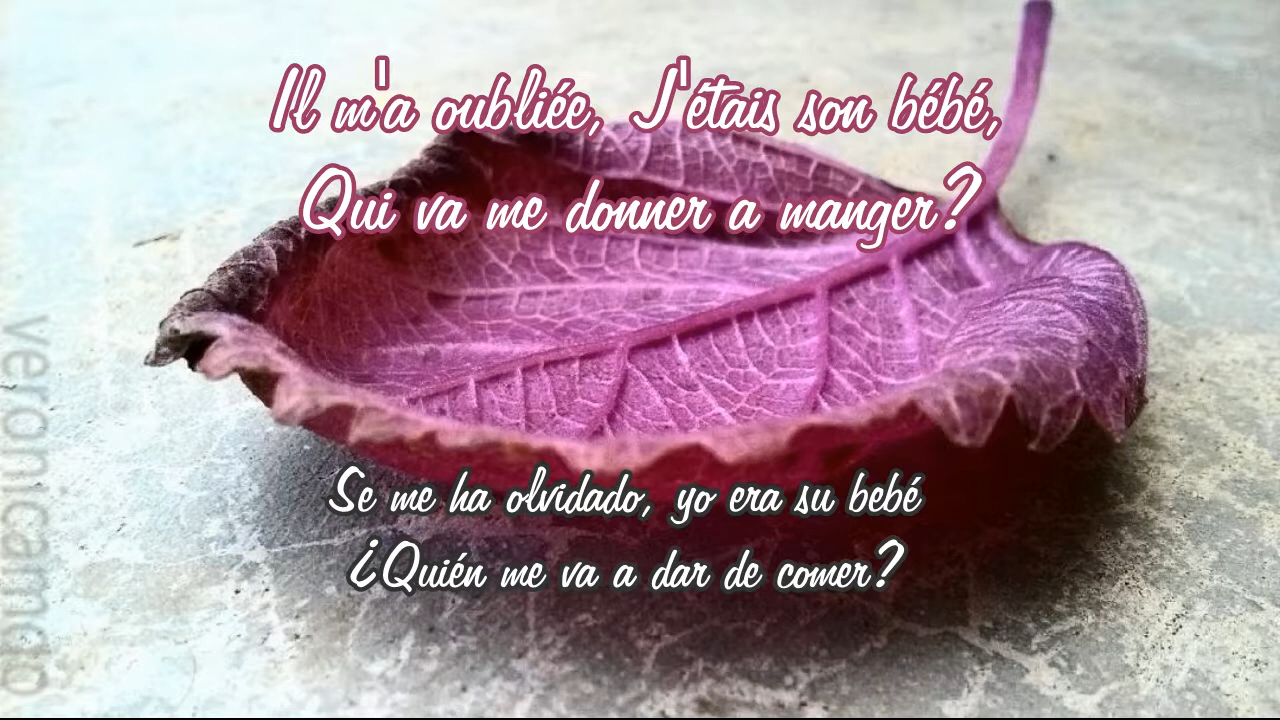 Il m'a oubliée, J'étais son bébé,
Qui va me donner a manger?
Se me ha olvidado, yo era su bebé
¿Quién me va a dar de comer?
veronicamdo